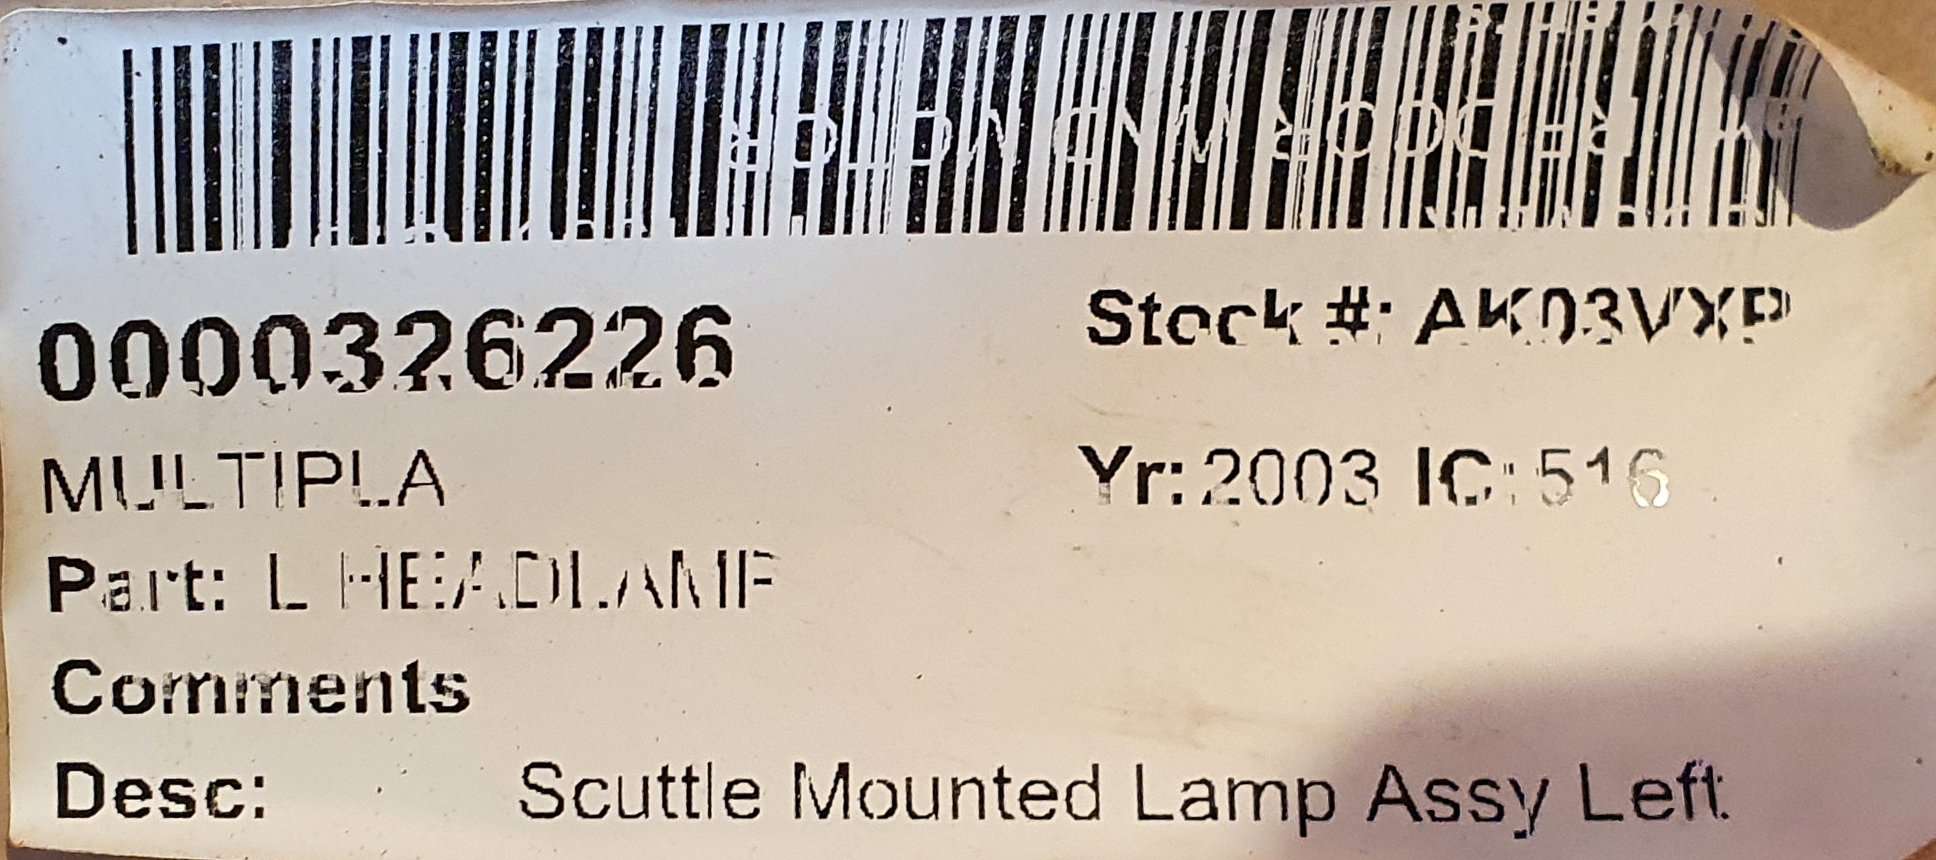 0000326226
Stock #: AK03VXP
MULTIPLA
Yr: 2003 IC: 516
Part: L HEADLAMP
Comments
Desc: Scuttle Mounted Lamp Assy Left